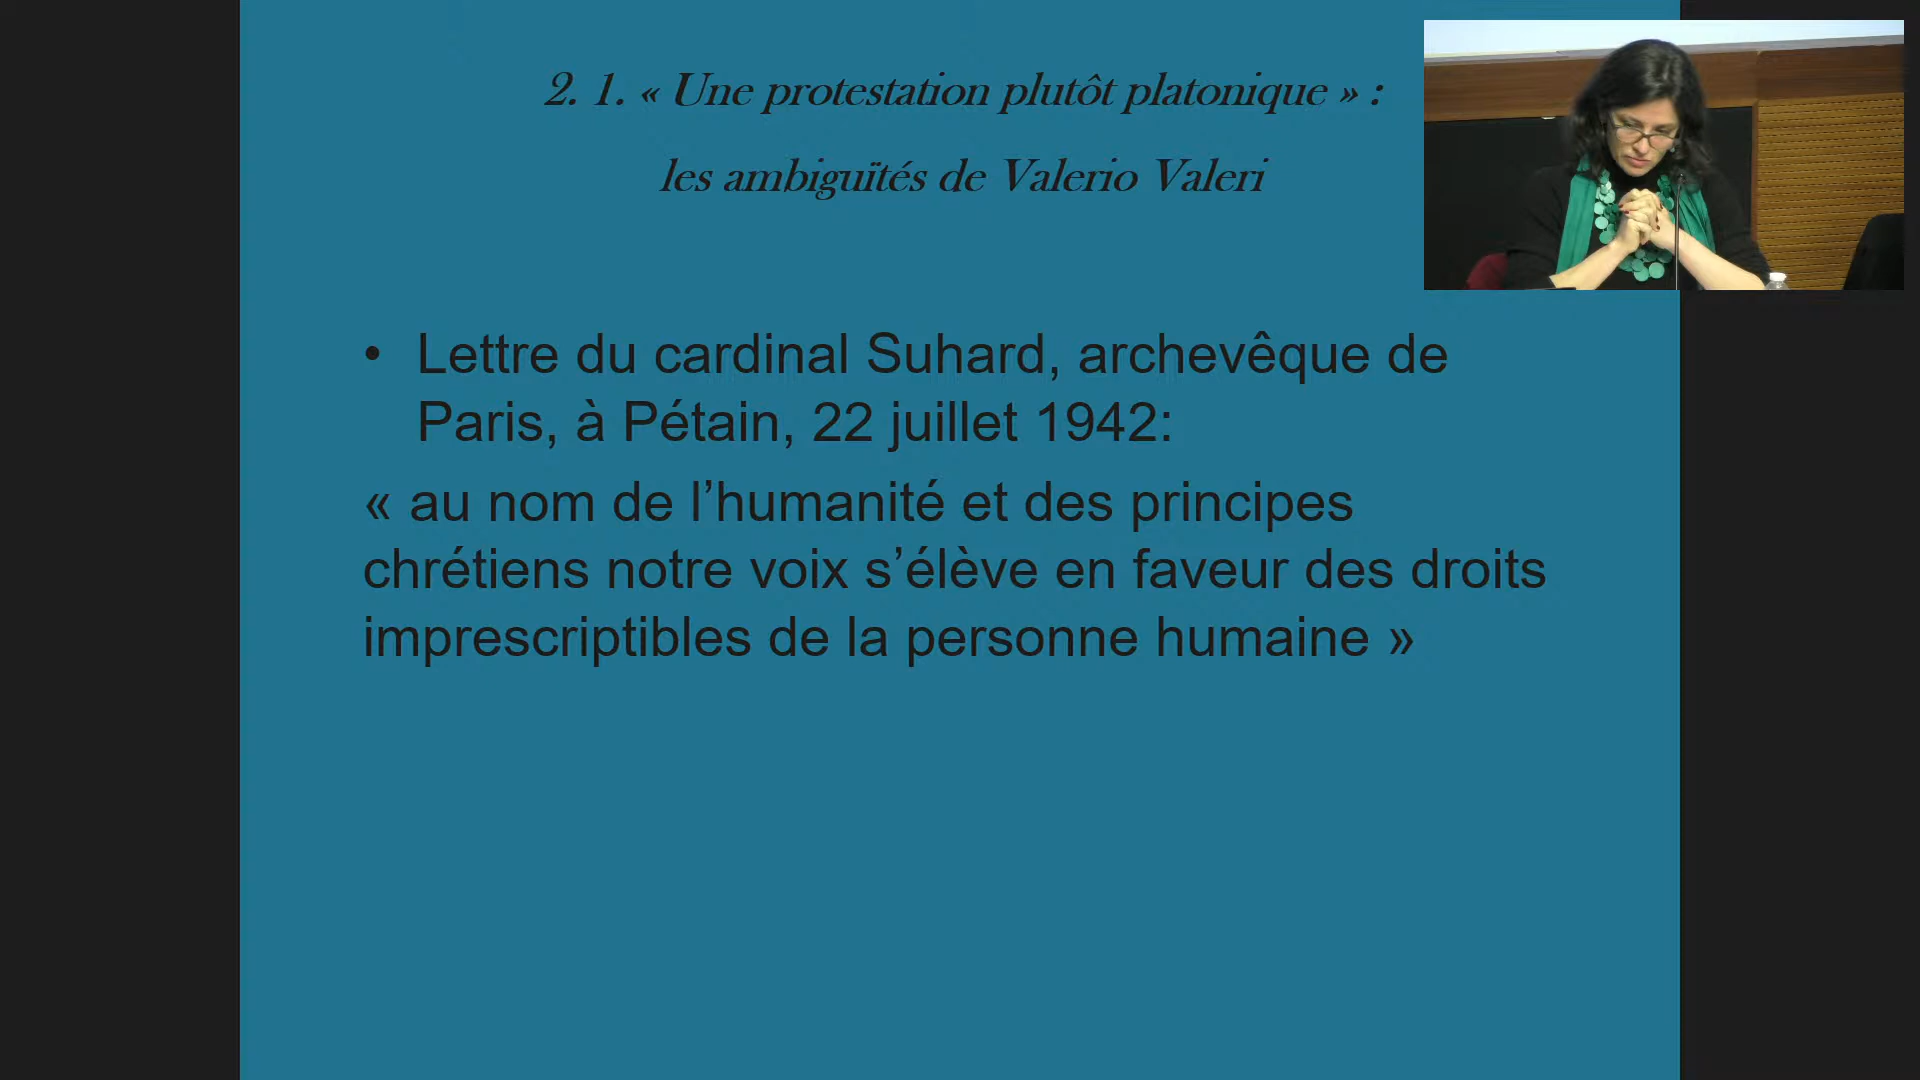 2. 1. « Une protestation plutôt platonique » :
les ambiguïtés de Valerio Valeri
• Lettre du cardinal Suhard, archevêque de
Paris, à Pétain, 22 juillet 1942:
« au nom de l’humanité et des principes
chrétiens notre voix s’élève en faveur des droits
imprescriptibles de la personne humaine »